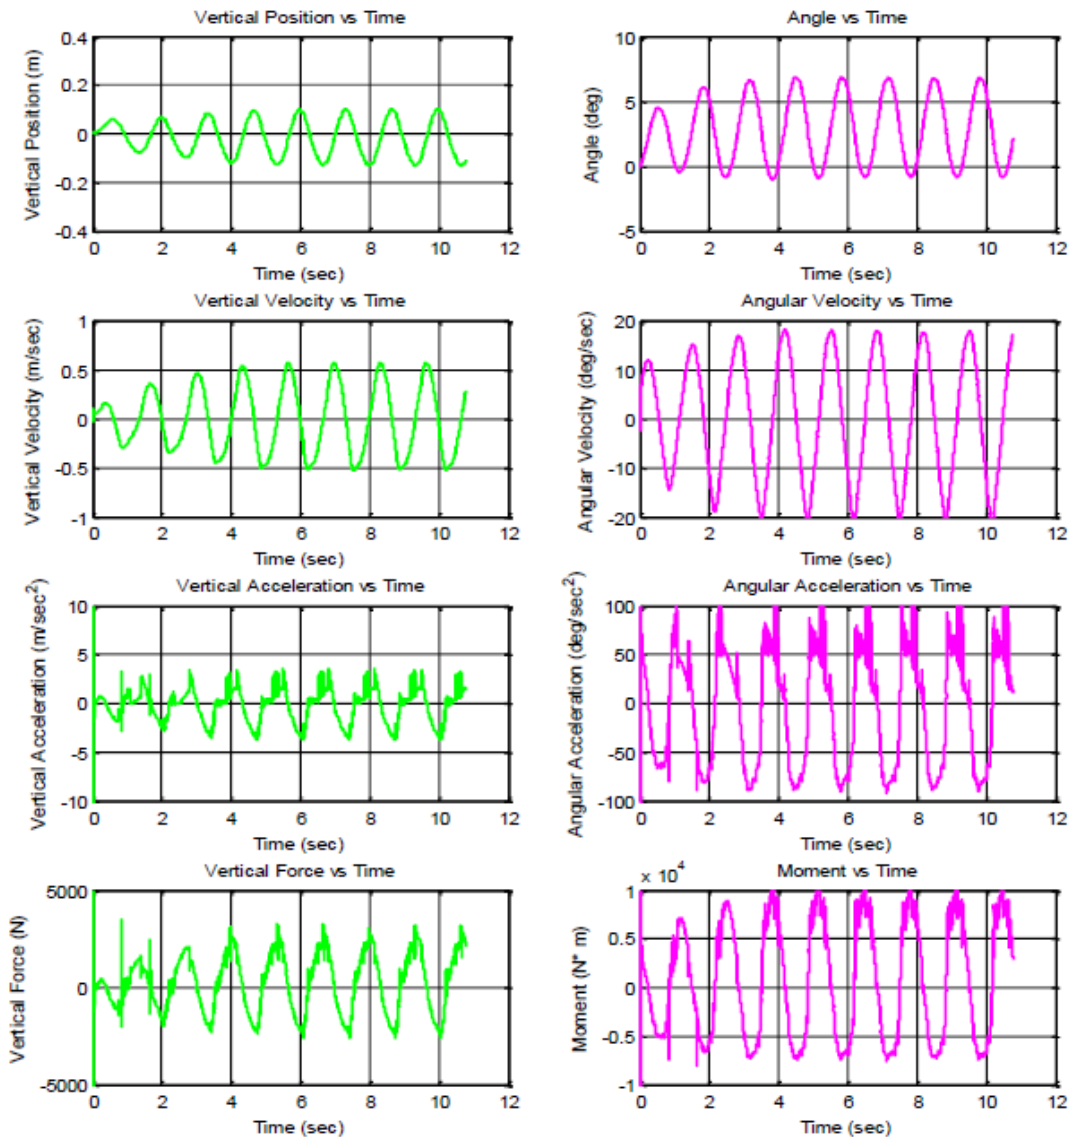 Vertical Position vs Time
Vertical Position (m)
0.4
0.2
0
-0.2
-0.4
0 2 4 6 8 10 12
Time (sec)
Angle vs Time
Angle (deg)
10
5
0
-5
0 2 4 6 8 10 12
Time (sec)
Vertical Velocity vs Time
Vertical Velocity (m/sec)
1
0.5
0
-0.5
-1
0 2 4 6 8 10 12
Time (sec)
Angular Velocity vs Time
Angular Velocity (deg/sec)
20
10
0
-10
-20
0 2 4 6 8 10 12
Time (sec)
Vertical Acceleration vs Time
Vertical Acceleration (m/sec²)
10
5
0
-5
-10
0 2 4 6 8 10 12
Time (sec)
Angular Acceleration vs Time
Angular Acceleration (deg/sec²)
100
50
0
-50
-100
0 2 4 6 8 10 12
Time (sec)
Vertical Force vs Time
Vertical Force (N)
5000
0
-5000
0 2 4 6 8 10 12
Time (sec)
Moment vs Time
x 10⁴
Moment (N* m)
1
0.5
0
-0.5
-1
0 2 4 6 8 10 12
Time (sec)